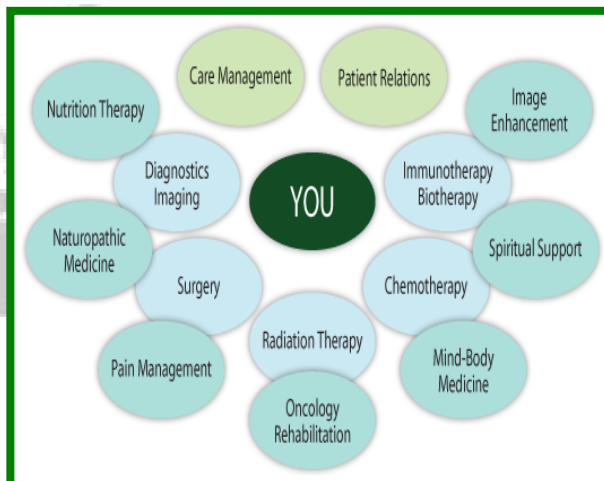 Care Management
Patient Relations
Nutrition Therapy
Image
Enhancement
Diagnostics
Imaging
YOU
Immunotherapy
Biotherapy
Naturopathic
Medicine
Spiritual Support
Surgery
Chemotherapy
Radiation Therapy
Pain Management
Mind-Body
Medicine
Oncology
Rehabilitation